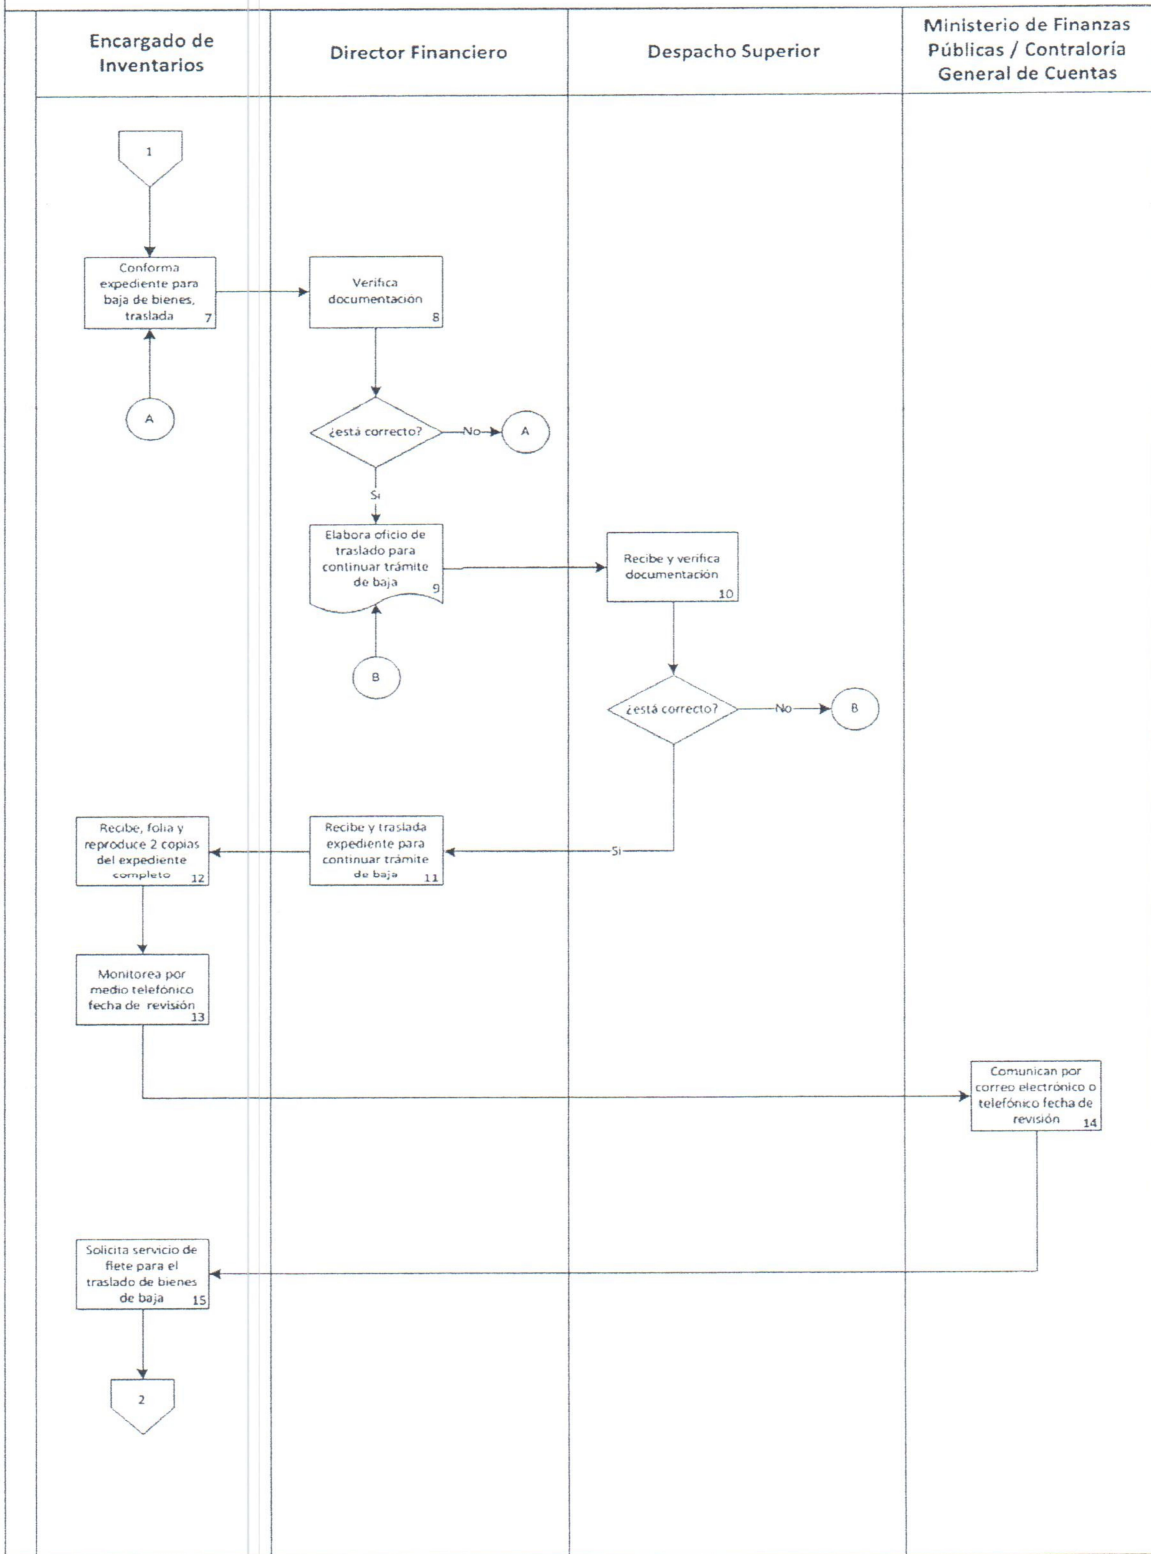 Encargado de
Inventarios
Director Financiero
Despacho Superior
Ministerio de Finanzas
Públicas / Contraloría
General de Cuentas
1
Conforma
expediente para
baja de bienes,
traslada
7
Verifica
documentación
8
A
¿está correcto?
No
A
Si
Elabora oficio de
traslado para
continuar trámite
de baja
9
Recibe y verifica
documentación
10
B
¿está correcto?
No
B
Si
Recibe y traslada
expediente para
continuar trámite
de baja
11
Recibe, folia y
reproduce 2 copias
del expediente
completo
12
Monitorea por
medio telefónico
fecha de revisión
13
Comunican por
correo electrónico o
telefónico fecha de
revisión
14
Solicita servicio de
flete para el
traslado de bienes
de baja
15
2